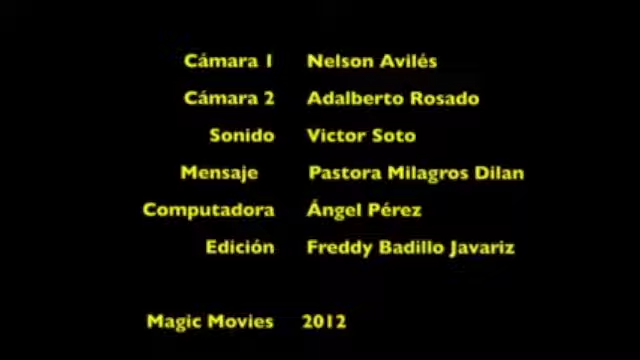 Cámara 1 Nelson Avilés
Cámara 2 Adalberto Rosado
Sonido Victor Soto
Mensaje Pastora Milagros Dilan
Computadora Ángel Pérez
Edición Freddy Badillo Javariz
Magic Movies 2012